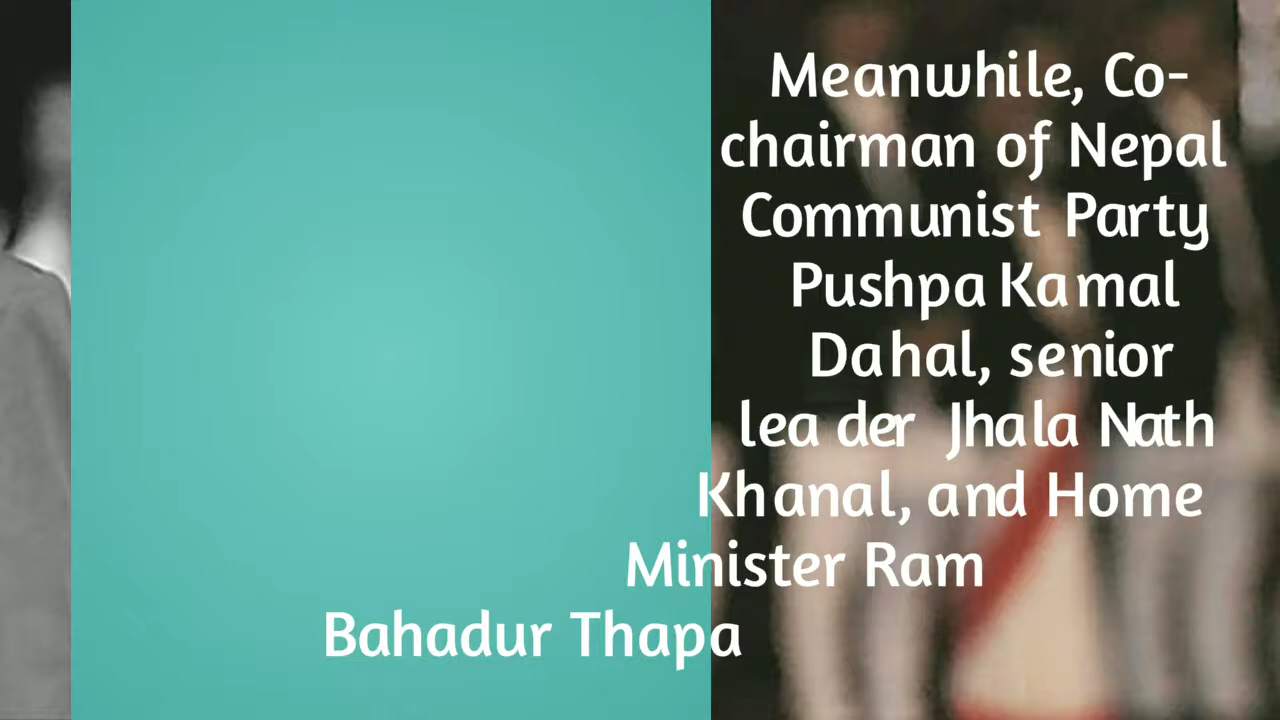 Meanwhile, Co-
chairman of Nepal
Communist Party
Pushpa Kamal
Dahal, senior
leader Jhala Nath
Khanal, and Home
Minister Ram
Bahadur Thapa